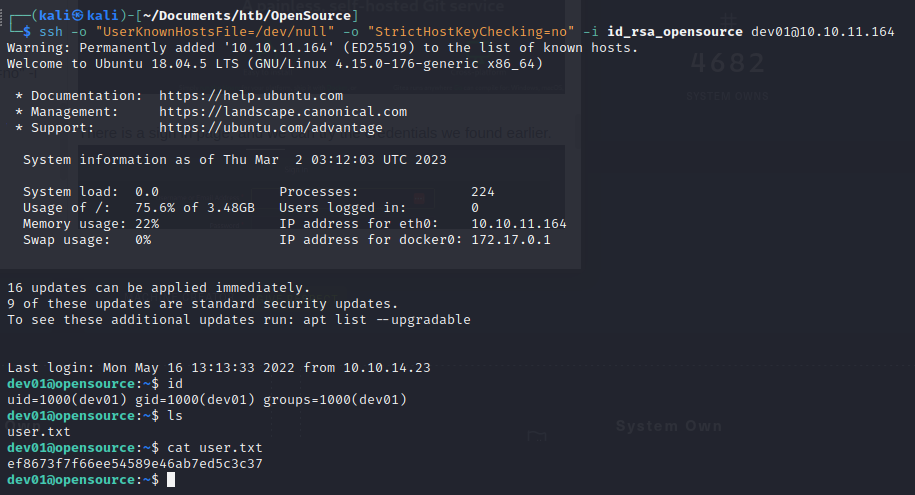 a painless, self-hosted Git service
┌──(kali㉿kali)-[~/Documents/htb/OpenSource]
└─$ ssh -o "UserKnownHostsFile=/dev/null" -o "StrictHostKeyChecking=no" -i id_rsa_opensource dev01@10.10.11.164
Warning: Permanently added '10.10.11.164' (ED25519) to the list of known hosts.
Welcome to Ubuntu 18.04.5 LTS (GNU/Linux 4.15.0-176-generic x86_64)
4682
SYSTEM OWNS
 * Documentation:  https://help.ubuntu.com
 * Management:     https://landscape.canonical.com
 * Support:        https://ubuntu.com/advantage
  System information as of Thu Mar  2 03:12:03 UTC 2023
  System load:  0.0               Processes:              224
  Usage of /:   75.6% of 3.48GB   Users logged in:        0
  Memory usage: 22%               IP address for eth0:    10.10.11.164
  Swap usage:   0%                IP address for docker0: 172.17.0.1
16 updates can be applied immediately.
9 of these updates are standard security updates.
To see these additional updates run: apt list --upgradable
Last login: Mon May 16 13:13:33 2022 from 10.10.14.23
dev01@opensource:~$ id
uid=1000(dev01) gid=1000(dev01) groups=1000(dev01)
dev01@opensource:~$ ls
user.txt
System Own
dev01@opensource:~$ cat user.txt
ef8673f7f66ee54589e46ab7ed5c3c37
dev01@opensource:~$